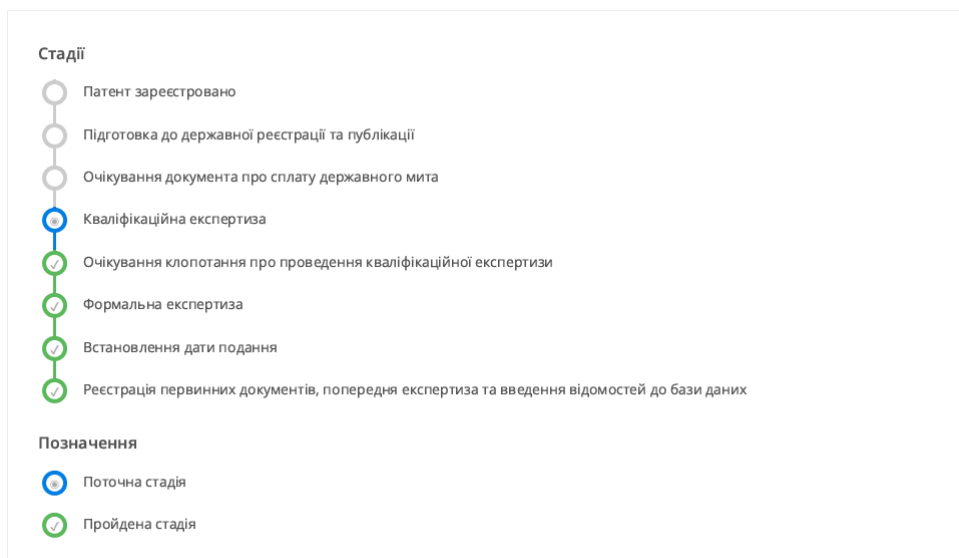 Стадії
Патент зареєстровано
Підготовка до державної реєстрації та публікації
Очікування документа про сплату державного мита
Кваліфікаційна експертиза
Очікування клопотання про проведення кваліфікаційної експертизи
Формальна експертиза
Встановлення дати подання
Реєстрація первинних документів, попередня експертиза та введення відомостей до бази даних
Позначення
Поточна стадія
Пройдена стадія